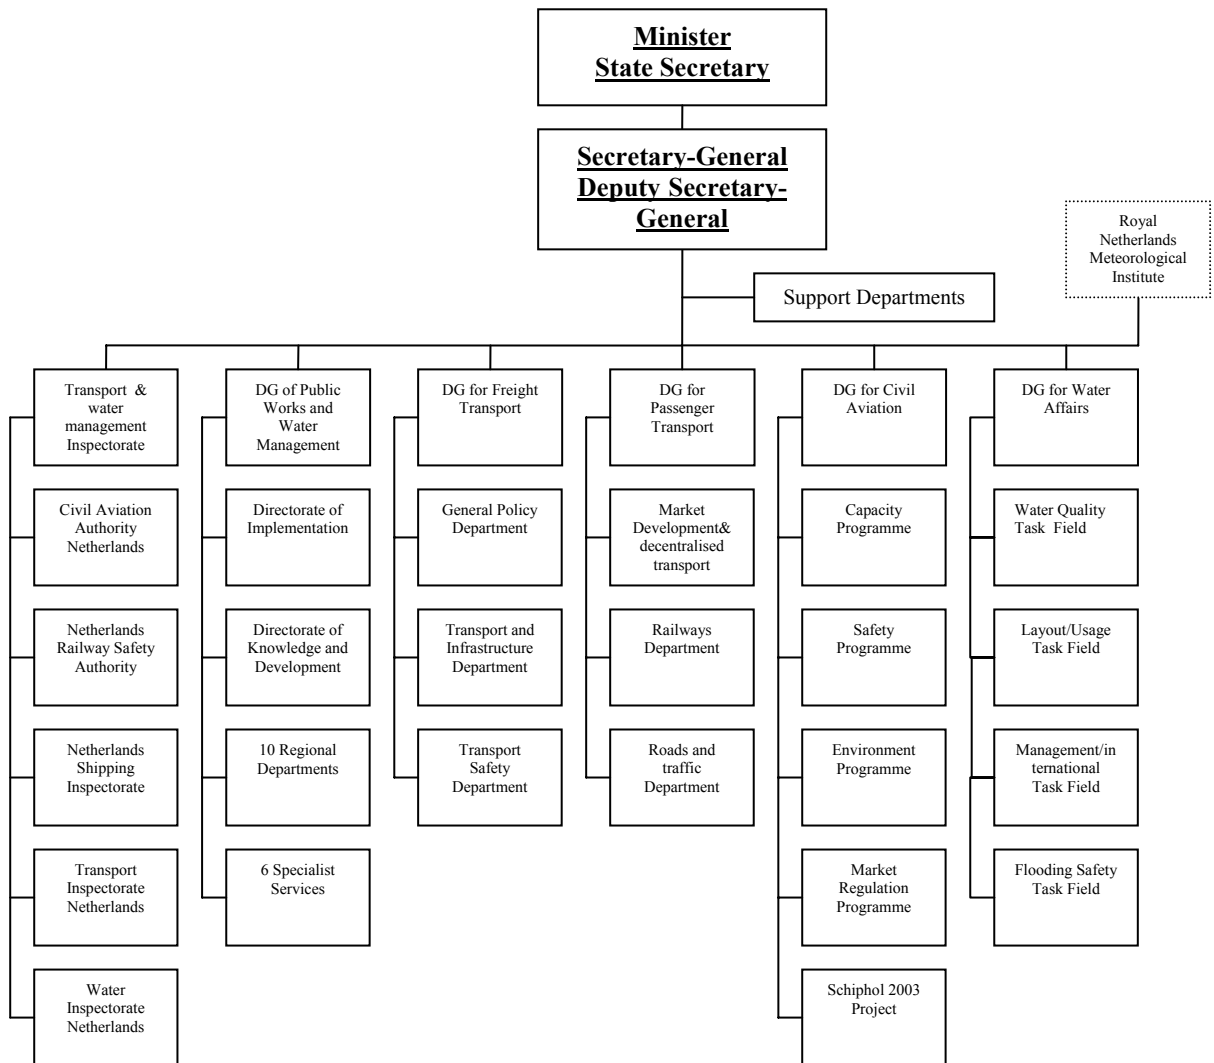 Minister
State Secretary
Secretary-General
Deputy Secretary-
General
Royal
Netherlands
Meteorological
Institute
Support Departments
Transport & 
water
management
Inspectorate
DG of Public
Works and
Water
Management
DG for Freight
Transport
DG for
Passenger
Transport
DG for Civil
Aviation
DG for Water
Affairs
Civil Aviation
Authority
Netherlands
Directorate of
Implementation
General Policy
Department
Market
Development&
decentralised
transport
Capacity
Programme
Water Quality
Task Field
Netherlands
Railway Safety
Authority
Directorate of
Knowledge and
Development
Transport and
Infrastructure
Department
Railways
Department
Safety
Programme
Layout/Usage
Task Field
Netherlands
Shipping
Inspectorate
10 Regional
Departments
Transport
Safety
Department
Roads and
traffic
Department
Environment
Programme
Management/in
ternational
Task Field
Transport
Inspectorate
Netherlands
6 Specialist
Services
Market
Regulation
Programme
Flooding Safety
Task Field
Water
Inspectorate
Netherlands
Schiphol 2003
Project